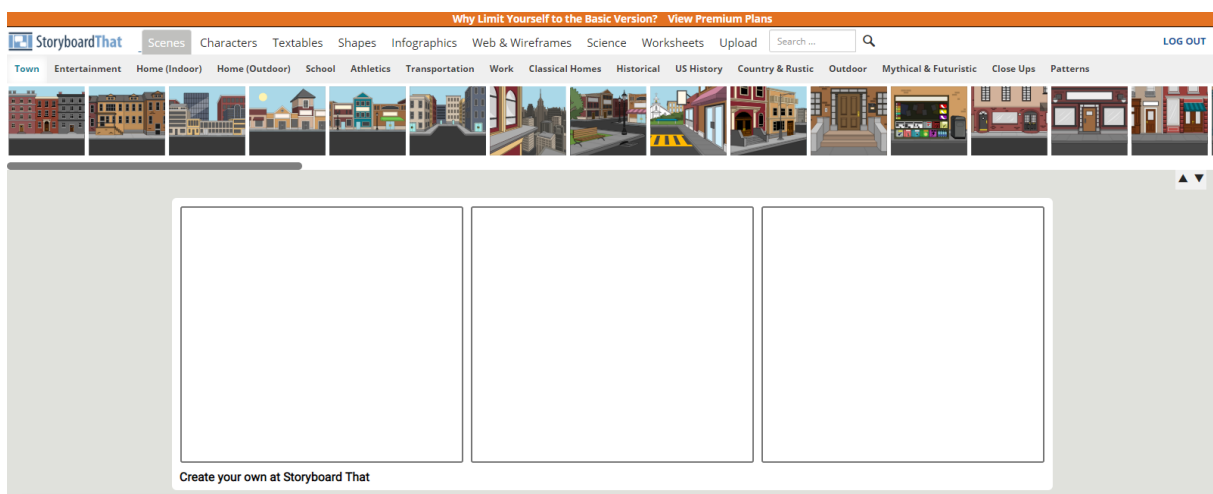 Why Limit Yourself to the Basic Version? View Premium Plans
StoryboardThat Scenes Characters Textables Shapes Infographics Web & Wireframes Science Worksheets Upload Search ... LOG OUT
Town Entertainment Home (Indoor) Home (Outdoor) School Athletics Transportation Work Classical Homes Historical US History Country & Rustic Outdoor Mythical & Futuristic Close Ups Patterns
Create your own at Storyboard That